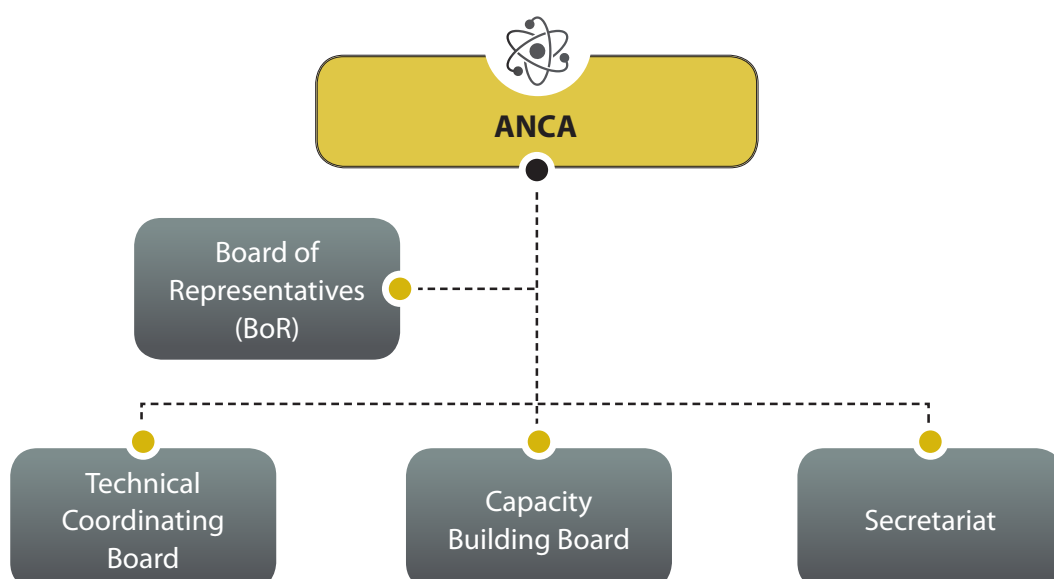 ANCA
Board of
Representatives
(BoR)
Technical
Coordinating
Board
Capacity
Building Board
Secretariat